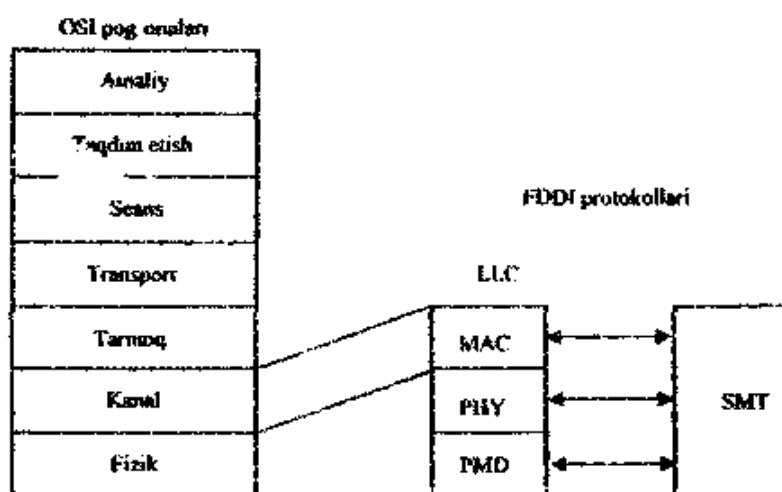 OSI pog onalari
Amaliy
Taqdim etish
Seans
Transport
Tarmoq
Kanal
Fizik
FDDI protokollari
LLC
MAC
PHY
PMD
SMT